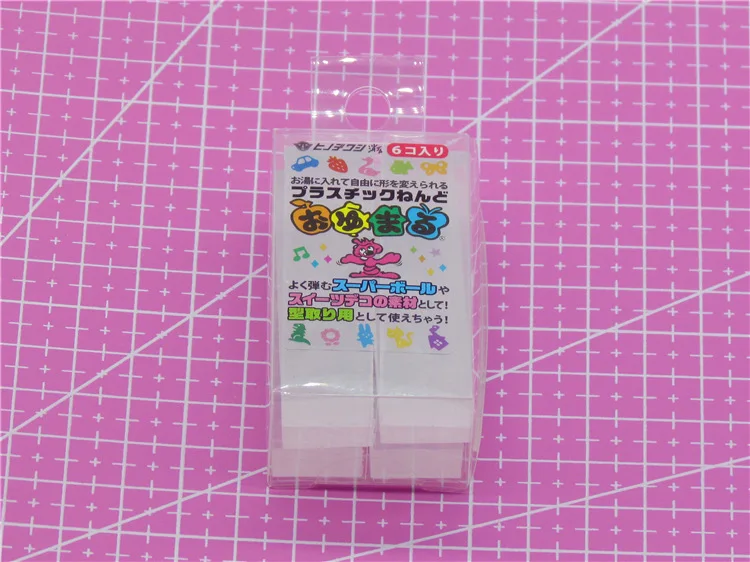 ヒノデワシ
6コ入り
お湯に入れて自由に形を変えられる
プラスチックねんど
おゆまる®
よく弾むスーパーボールや
スイーツデコの素材として!
型取り用として使えちゃう!